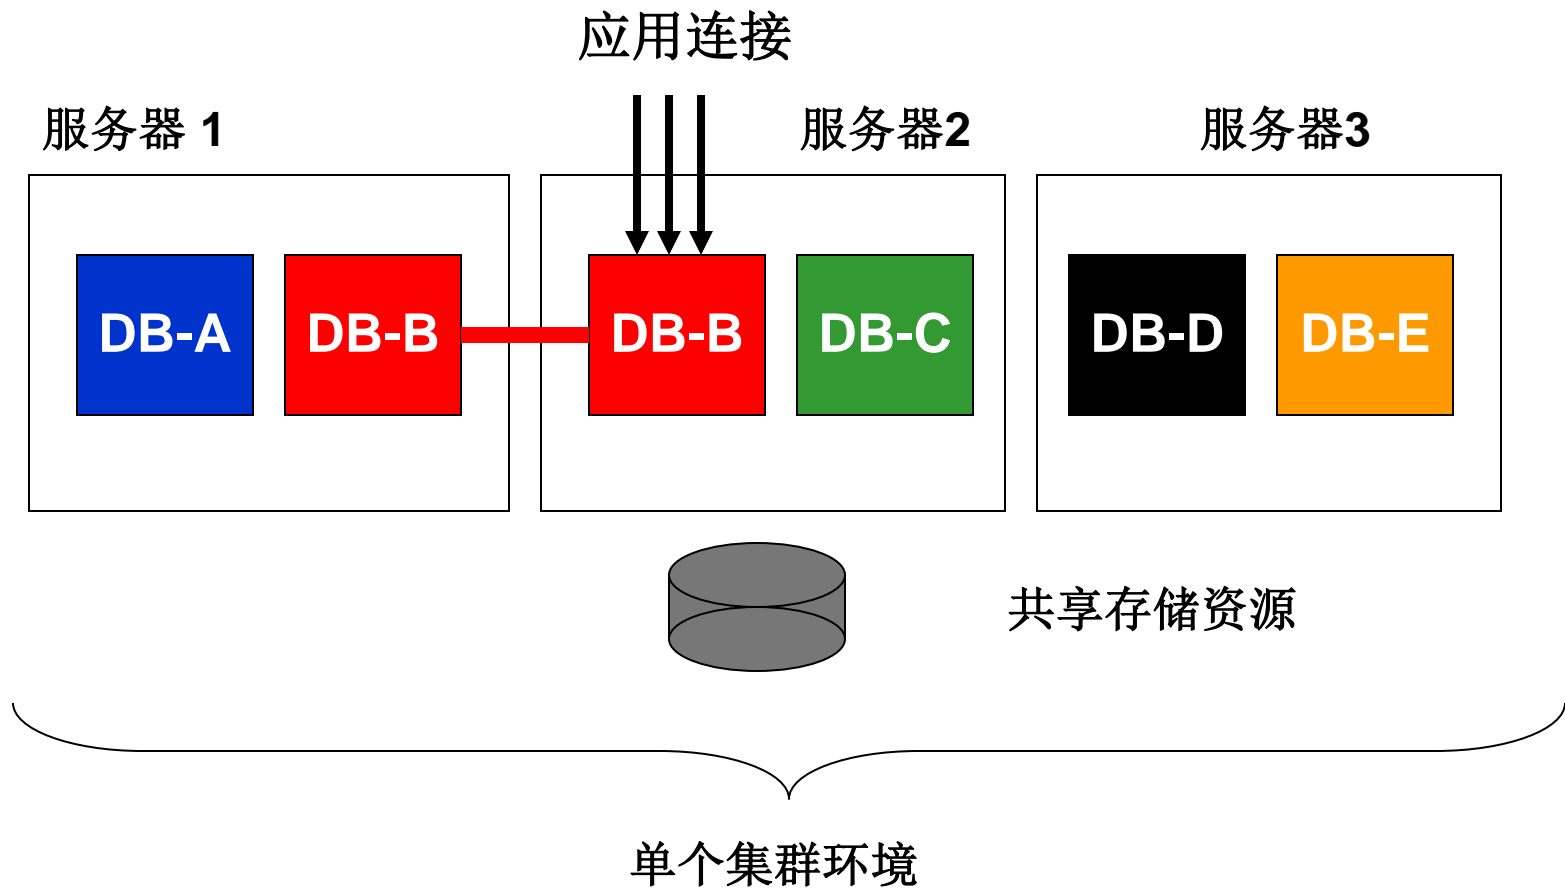 应用连接
服务器 1
服务器2
服务器3
DB-A
DB-B
DB-B
DB-C
DB-D
DB-E
共享存储资源
单个集群环境